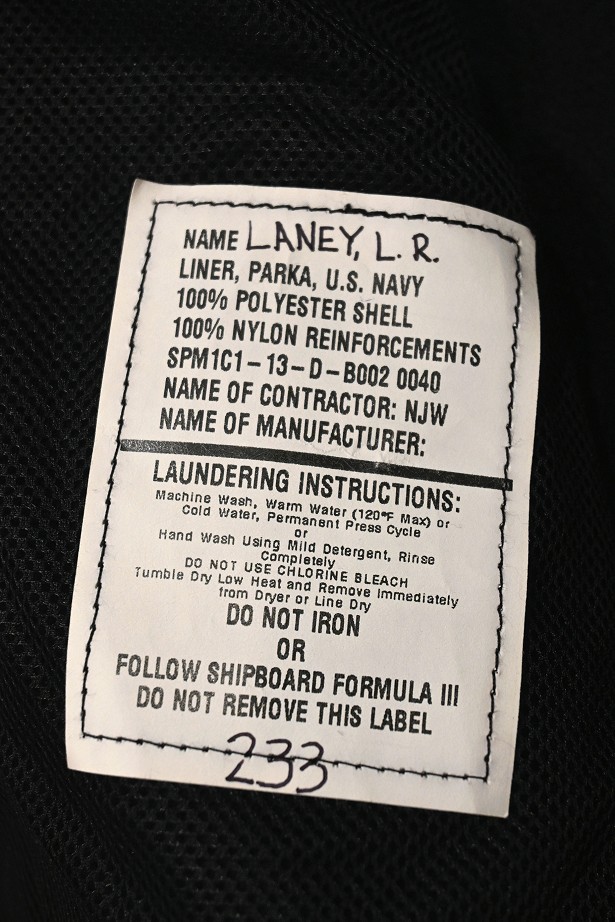 NAME LANEY, L. R.
LINER, PARKA, U.S. NAVY
100% POLYESTER SHELL
100% NYLON REINFORCEMENTS
SPM1C1-13-D-B002 0040
NAME OF CONTRACTOR: NJW
NAME OF MANUFACTURER:
LAUNDERING INSTRUCTIONS:
Machine Wash, Warm Water (120°F Max) or
Cold Water, Permanent Press Cycle
or
Hand Wash Using Mild Detergent, Rinse
Completely
DO NOT USE CHLORINE BLEACH
Tumble Dry Low Heat and Remove Immediately
from Dryer or Line Dry
DO NOT IRON
OR
FOLLOW SHIPBOARD FORMULA III
DO NOT REMOVE THIS LABEL
233